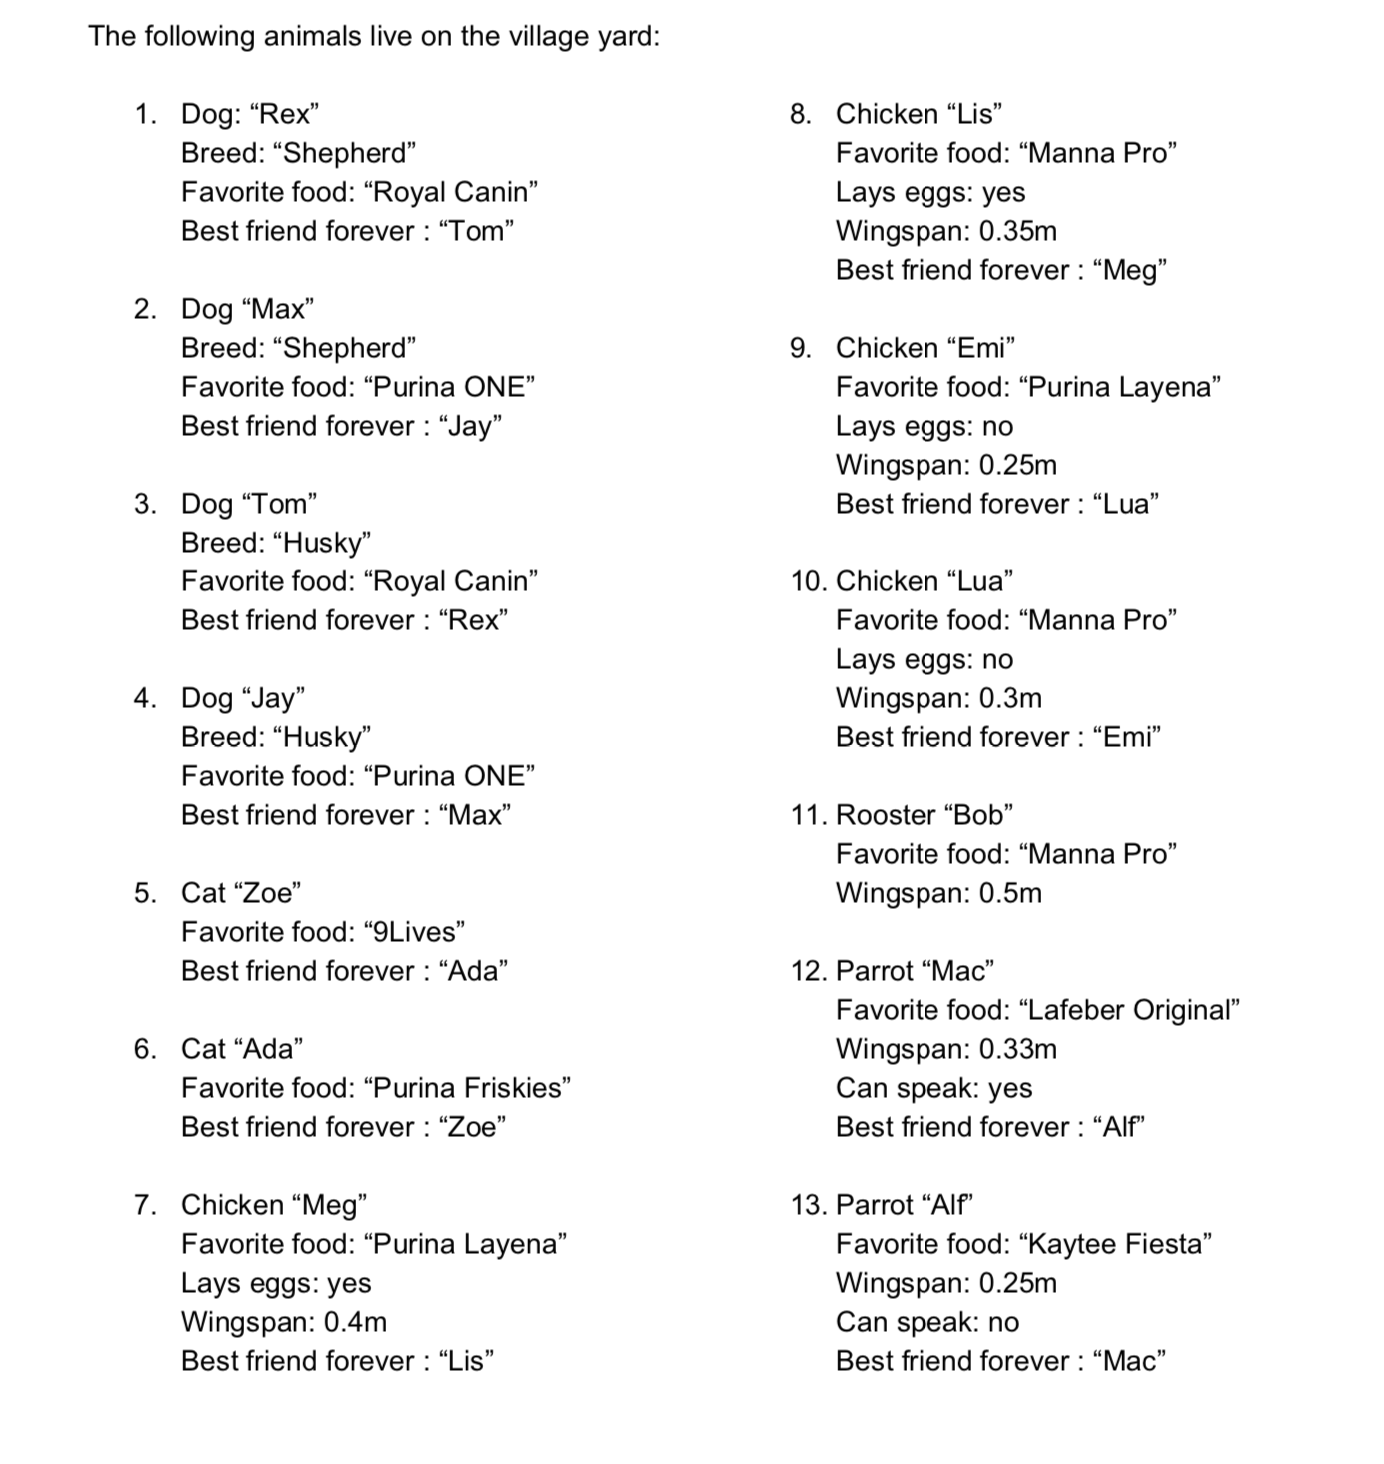 The following animals live on the village yard:
1. Dog: “Rex”
Breed: “Shepherd”
Favorite food: “Royal Canin”
Best friend forever : “Tom”
2. Dog “Max”
Breed: “Shepherd”
Favorite food: “Purina ONE”
Best friend forever : “Jay”
3. Dog “Tom”
Breed: “Husky”
Favorite food: “Royal Canin”
Best friend forever : “Rex”
4. Dog “Jay”
Breed: “Husky”
Favorite food: “Purina ONE”
Best friend forever : “Max”
5. Cat “Zoe”
Favorite food: “9Lives”
Best friend forever : “Ada”
6. Cat “Ada”
Favorite food: “Purina Friskies”
Best friend forever : “Zoe”
7. Chicken “Meg”
Favorite food: “Purina Layena”
Lays eggs: yes
Wingspan: 0.4m
Best friend forever : “Lis”
8. Chicken “Lis”
Favorite food: “Manna Pro”
Lays eggs: yes
Wingspan: 0.35m
Best friend forever : “Meg”
9. Chicken “Emi”
Favorite food: “Purina Layena”
Lays eggs: no
Wingspan: 0.25m
Best friend forever : “Lua”
10. Chicken “Lua”
Favorite food: “Manna Pro”
Lays eggs: no
Wingspan: 0.3m
Best friend forever : “Emi”
11. Rooster “Bob”
Favorite food: “Manna Pro”
Wingspan: 0.5m
12. Parrot “Mac”
Favorite food: “Lafeber Original”
Wingspan: 0.33m
Can speak: yes
Best friend forever : “Alf”
13. Parrot “Alf”
Favorite food: “Kaytee Fiesta”
Wingspan: 0.25m
Can speak: no
Best friend forever : “Mac”